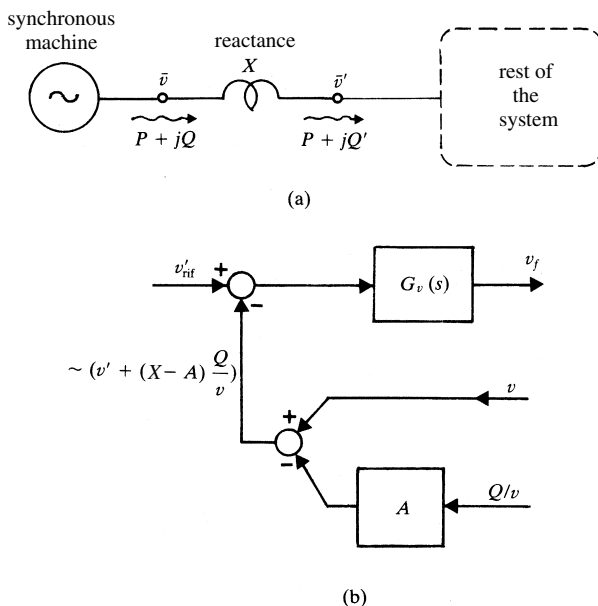 synchronous
machine
reactance
X
v̄
v̄′
P + jQ
P + jQ′
rest of
the
system
(a)
v′rif
+
−
Gv (s)
vf
~ (v′ + (X − A) Q/v)
+
−
v
A
Q/v
(b)